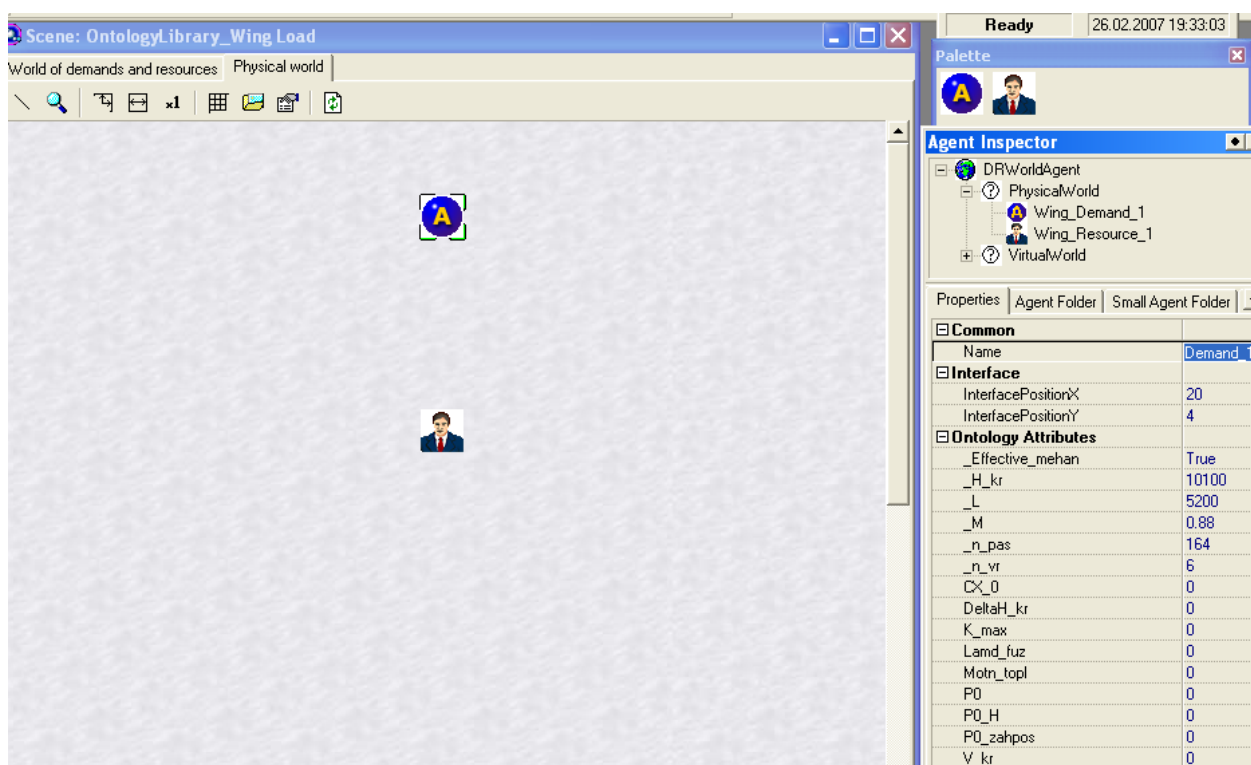 Ready 26.02.2007 19:33:03
Scene: OntologyLibrary_Wing Load
World of demands and resources Physical world
×1
Palette
A
A
Agent Inspector
DRWorldAgent
PhysicalWorld
Wing_Demand_1
Wing_Resource_1
VirtualWorld
Properties Agent Folder Small Agent Folder
Common
Name Demand_1
Interface
InterfacePositionX 20
InterfacePositionY 4
Ontology Attributes
_Effective_mehan True
_H_kr 10100
_L 5200
_M 0.88
_n_pas 164
_n_vr 6
CX_0 0
DeltaH_kr 0
K_max 0
Lamd_fuz 0
Motn_topl 0
P0 0
P0_H 0
P0_zahpos 0
V_kr 0